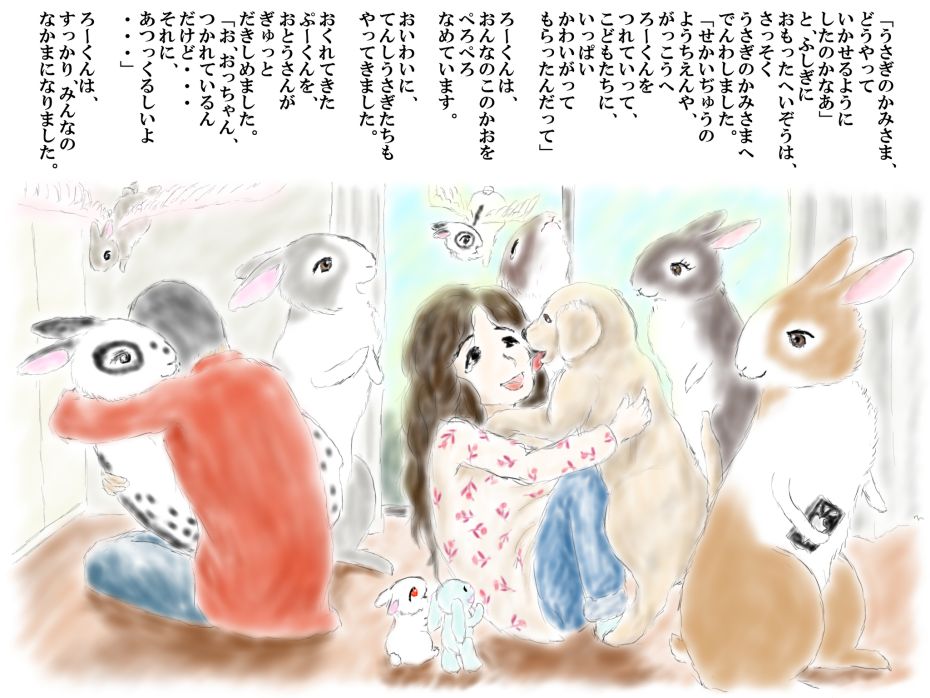 「うさぎのかみさま、
どうやって
いかせるように
したのかなあ」
と、ふしぎに
おもったへいぞうは、
さっそく
うさぎのかみさまへ
でんわしました。
「せかいぢゅうの
ようちえんや、
がっこうへ
ろーくんを
つれていって、
こどもたちに、
いっぱい
かわいがって
もらったんだって」
ろーくんは、
おんなのこのかおを
ぺろぺろ
なめています。
おいわいに、
てんしうさぎたちも
やってきました。
おくれてきた
ぷーくんを、
おとうさんが
ぎゅっと
だきしめました。
「お、おっちゃん、
つかれているん
だけど・・・
それに、
あつっくるしいよ
・・・」
ろーくんは、
すっかり みんなの
なかまになりました。